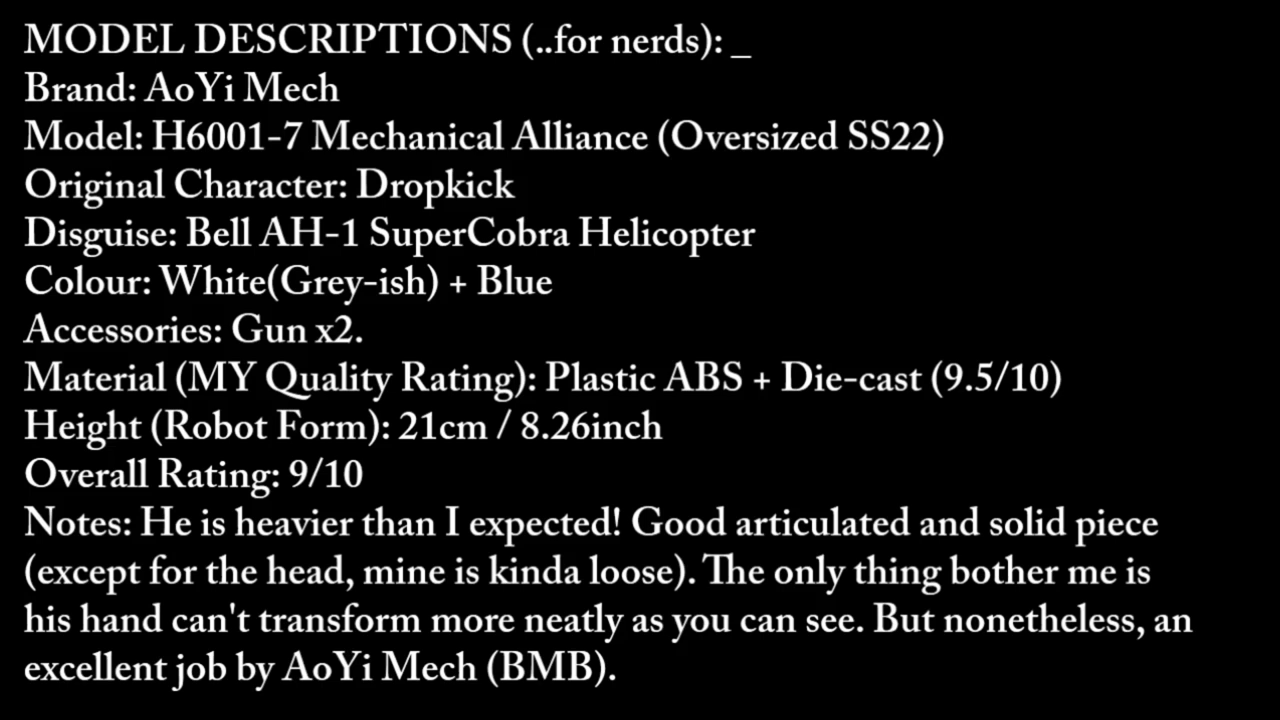 MODEL DESCRIPTIONS (..for nerds): _
Brand: AoYi Mech
Model: H6001-7 Mechanical Alliance (Oversized SS22)
Original Character: Dropkick
Disguise: Bell AH-1 SuperCobra Helicopter
Colour: White(Grey-ish) + Blue
Accessories: Gun x2.
Material (MY Quality Rating): Plastic ABS + Die-cast (9.5/10)
Height (Robot Form): 21cm / 8.26inch
Overall Rating: 9/10
Notes: He is heavier than I expected! Good articulated and solid piece
(except for the head, mine is kinda loose). The only thing bother me is
his hand can't transform more neatly as you can see. But nonetheless, an
excellent job by AoYi Mech (BMB).